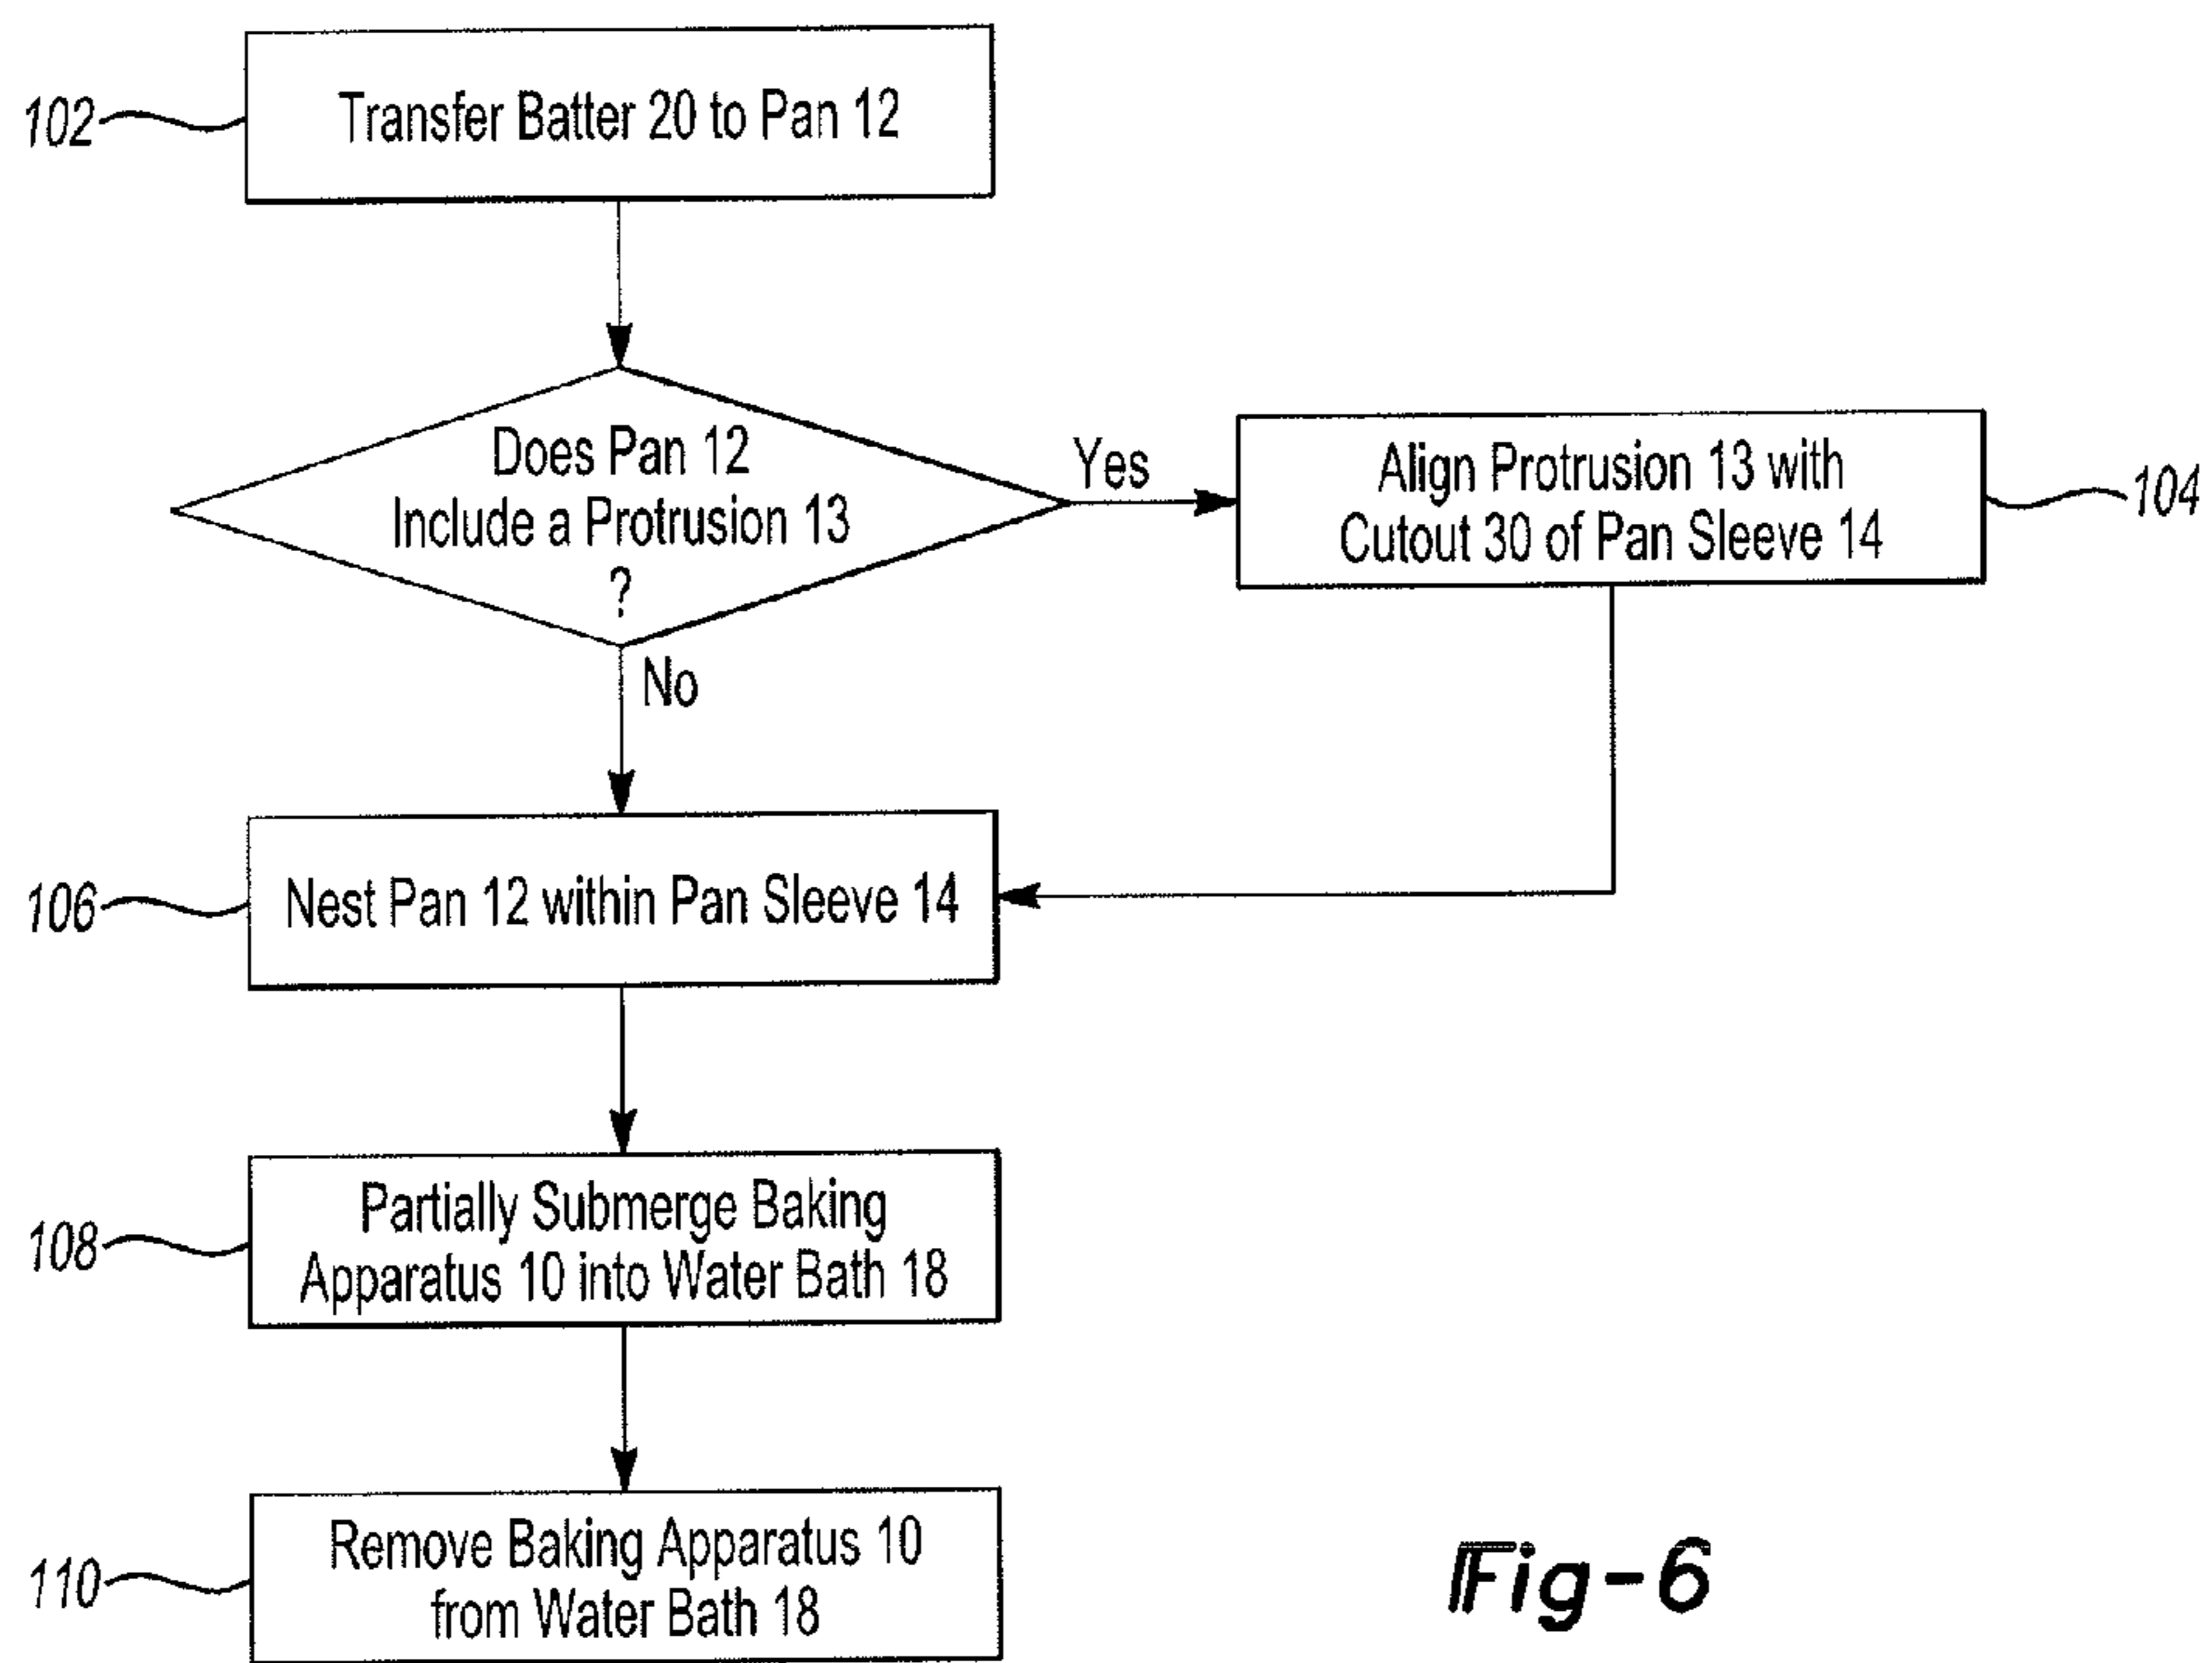 102
Transfer Batter 20 to Pan 12
Does Pan 12
Include a Protrusion 13
?
Yes
Align Protrusion 13 with
Cutout 30 of Pan Sleeve 14
104
No
106
Nest Pan 12 within Pan Sleeve 14
108
Partially Submerge Baking
Apparatus 10 into Water Bath 18
110
Remove Baking Apparatus 10
from Water Bath 18
Fig-6